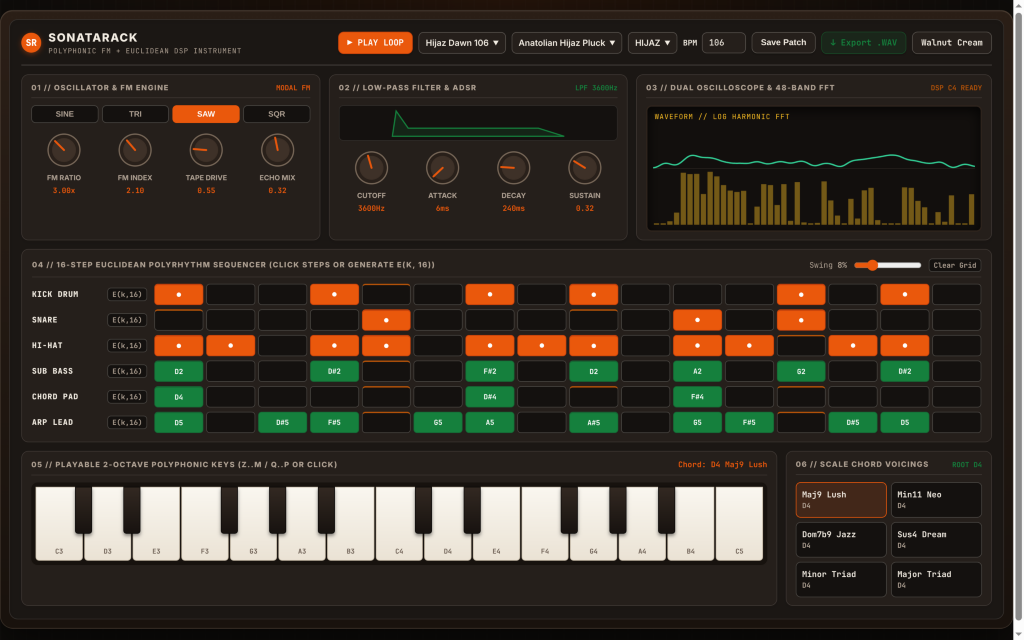 SR
SONATARACK
POLYPHONIC FM + EUCLIDEAN DSP INSTRUMENT
▶ PLAY LOOP
Hijaz Dawn 106 ▾
Anatolian Hijaz Pluck ▾
HIJAZ ▾
BPM 106
Save Patch
↓ Export .WAV
Walnut Cream
01 // OSCILLATOR & FM ENGINE MODAL FM
SINE TRI SAW SQR
FM RATIO FM INDEX TAPE DRIVE ECHO MIX
3.00x 2.10 0.55 0.32
02 // LOW-PASS FILTER & ADSR LPF 3600Hz
CUTOFF ATTACK DECAY SUSTAIN
3600Hz 6ms 240ms 0.32
03 // DUAL OSCILLOSCOPE & 48-BAND FFT DSP C4 READY
WAVEFORM // LOG HARMONIC FFT
04 // 16-STEP EUCLIDEAN POLYRHYTHM SEQUENCER (CLICK STEPS OR GENERATE E(K, 16)) Swing 8% Clear Grid
KICK DRUM E(k,16)
SNARE E(k,16)
HI-HAT E(k,16)
SUB BASS E(k,16) D2 D#2 F#2 D2 A2 G2 D#2
CHORD PAD E(k,16) D4 D#4 F#4
ARP LEAD E(k,16) D5 D#5 F#5 G5 A5 A#5 G5 F#5 D#5 D5
05 // PLAYABLE 2-OCTAVE POLYPHONIC KEYS (Z..M / Q..P OR CLICK) Chord: D4 Maj9 Lush
C3 D3 E3 F3 G3 A3 B3 C4 D4 E4 F4 G4 A4 B4 C5
06 // SCALE CHORD VOICINGS ROOT D4
Maj9 Lush Min11 Neo
D4 D4
Dom7b9 Jazz Sus4 Dream
D4 D4
Minor Triad Major Triad
D4 D4